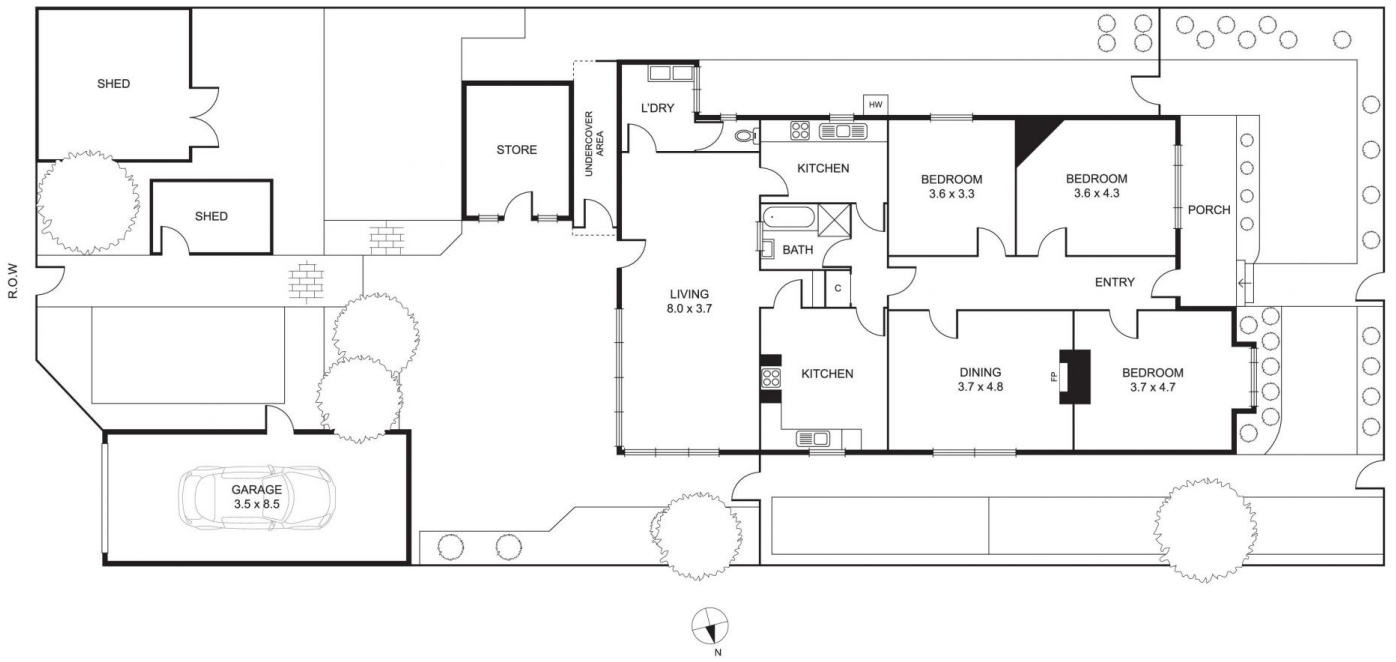 SHED
L'DRY
HW
STORE
UNDERCOVER
AREA
KITCHEN
BEDROOM
3.6 x 3.3
BEDROOM
3.6 x 4.3
PORCH
SHED
BATH
R.O.W
LIVING
8.0 x 3.7
C
ENTRY
KITCHEN
DINING
3.7 x 4.8
FP
BEDROOM
3.7 x 4.7
GARAGE
3.5 x 8.5
N